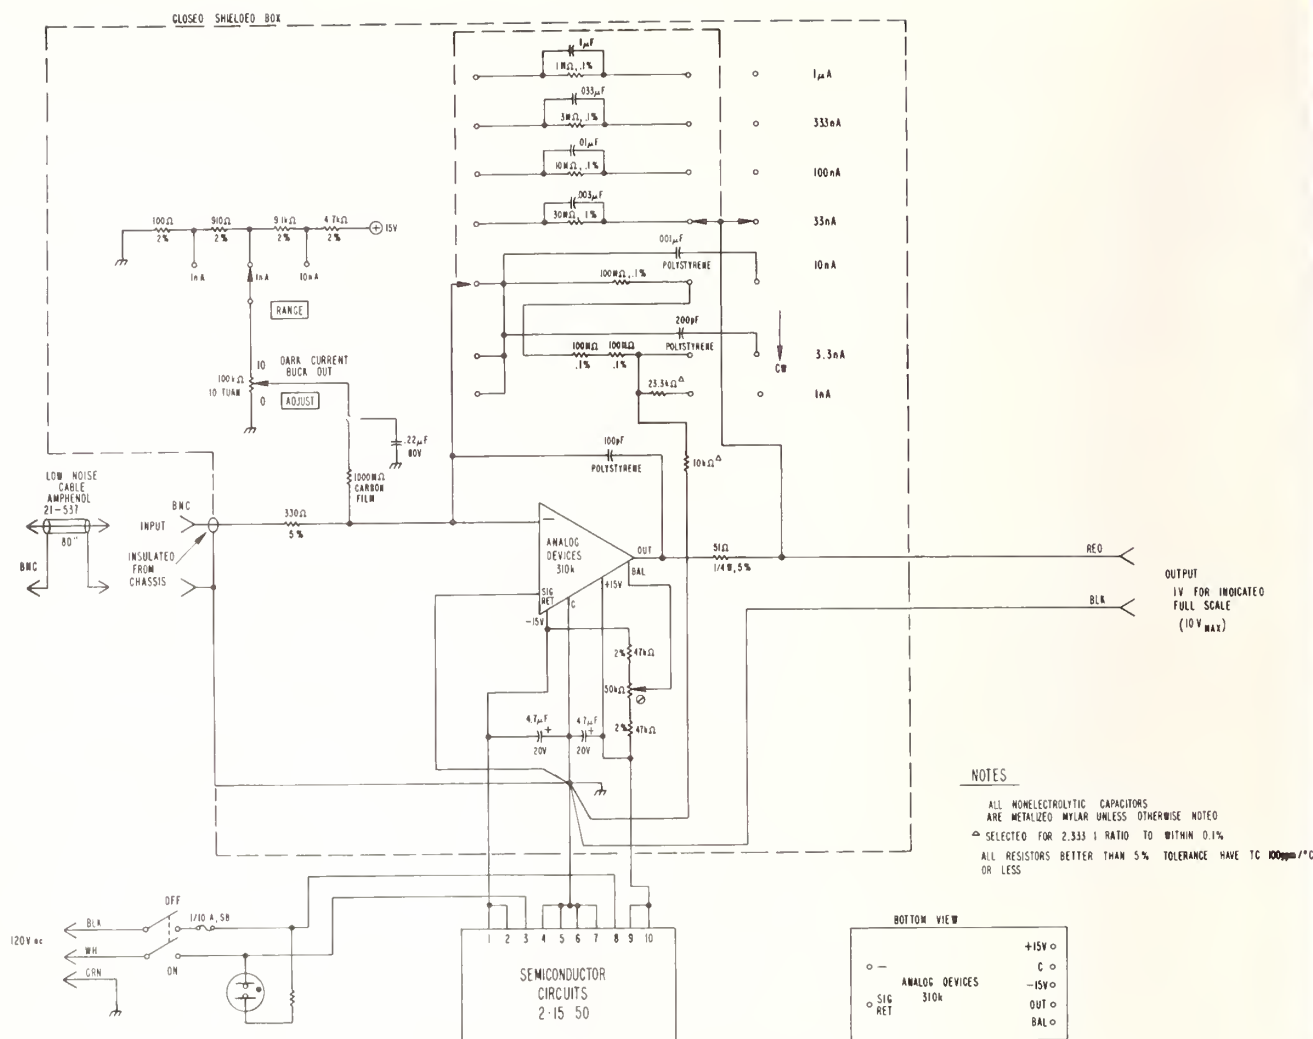 CLOSED SHIELDED BOX
1μF
1MΩ, .1%
1μA
.033μF
3MΩ, .1%
333nA
.01μF
10MΩ, .1%
100nA
.003μF
30MΩ, .1%
33nA
.001μF
POLYSTYRENE
10nA
100MΩ, .1%
200pF
POLYSTYRENE
100MΩ
.1%
100MΩ
.1%
3.3nA
CW
23.3kΩ Δ
1nA
100Ω
2%
910Ω
2%
9.1kΩ
2%
4.7kΩ
2%
+ 15V
1nA
1nA
10nA
RANGE
10
DARK CURRENT
BUCK OUT
100kΩ
10 TURN
0
ADJUST
.22μF
80V
100pF
POLYSTYRENE
10kΩ Δ
1000MΩ
CARBON
FILM
LOW NOISE
CABLE
AMPHENOL
21-537
80"
BNC
BNC
INPUT
INSULATED
FROM
CHASSIS
330Ω
5%
—
ANALOG
DEVICES
310k
OUT
BAL
+15V
SIG
RET
C
-15V
51Ω
1/4W, 5%
RED
BLK
OUTPUT
1V FOR INDICATED
FULL SCALE
(10 V MAX)
2% 47kΩ
50kΩ
2% 47kΩ
4.7μF
+
20V
4.7μF
+
20V
NOTES
ALL NONELECTROLYTIC CAPACITORS
ARE METALIZED MYLAR UNLESS OTHERWISE NOTED
Δ SELECTED FOR 2.333 1 RATIO TO WITHIN 0.1%
ALL RESISTORS BETTER THAN 5% TOLERANCE HAVE TC 100ppm/°C
OR LESS
120V ac
BLK
WH
GRN
OFF
ON
1/10 A, SB
1 2 3 4 5 6 7 8 9 10
SEMICONDUCTOR
CIRCUITS
2·15 50
BOTTOM VIEW
—
SIG
RET
ANALOG DEVICES
310k
+15V
C
-15V
OUT
BAL